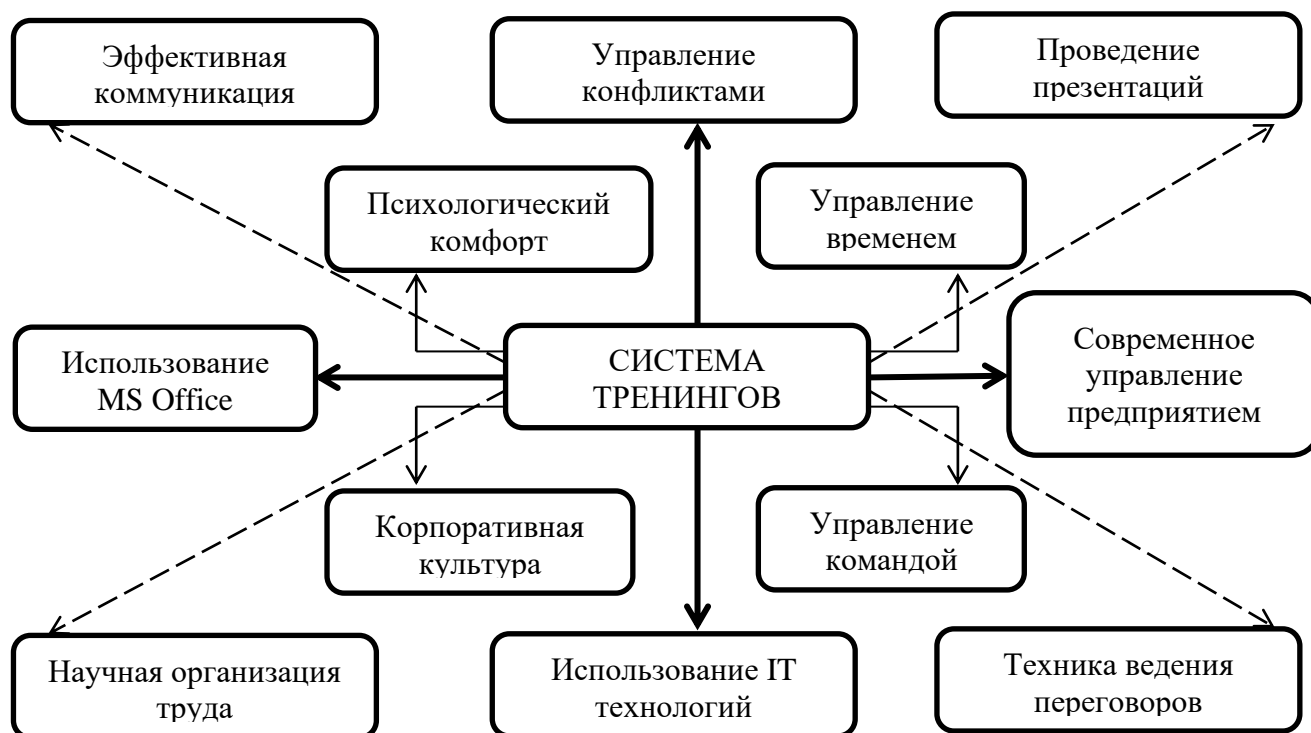 Эффективная
коммуникация
Управление
конфликтами
Проведение
презентаций
Психологический
комфорт
Управление
временем
Использование
MS Office
СИСТЕМА
ТРЕНИНГОВ
Современное
управление
предприятием
Корпоративная
культура
Управление
командой
Научная организация
труда
Использование IT
технологий
Техника ведения
переговоров